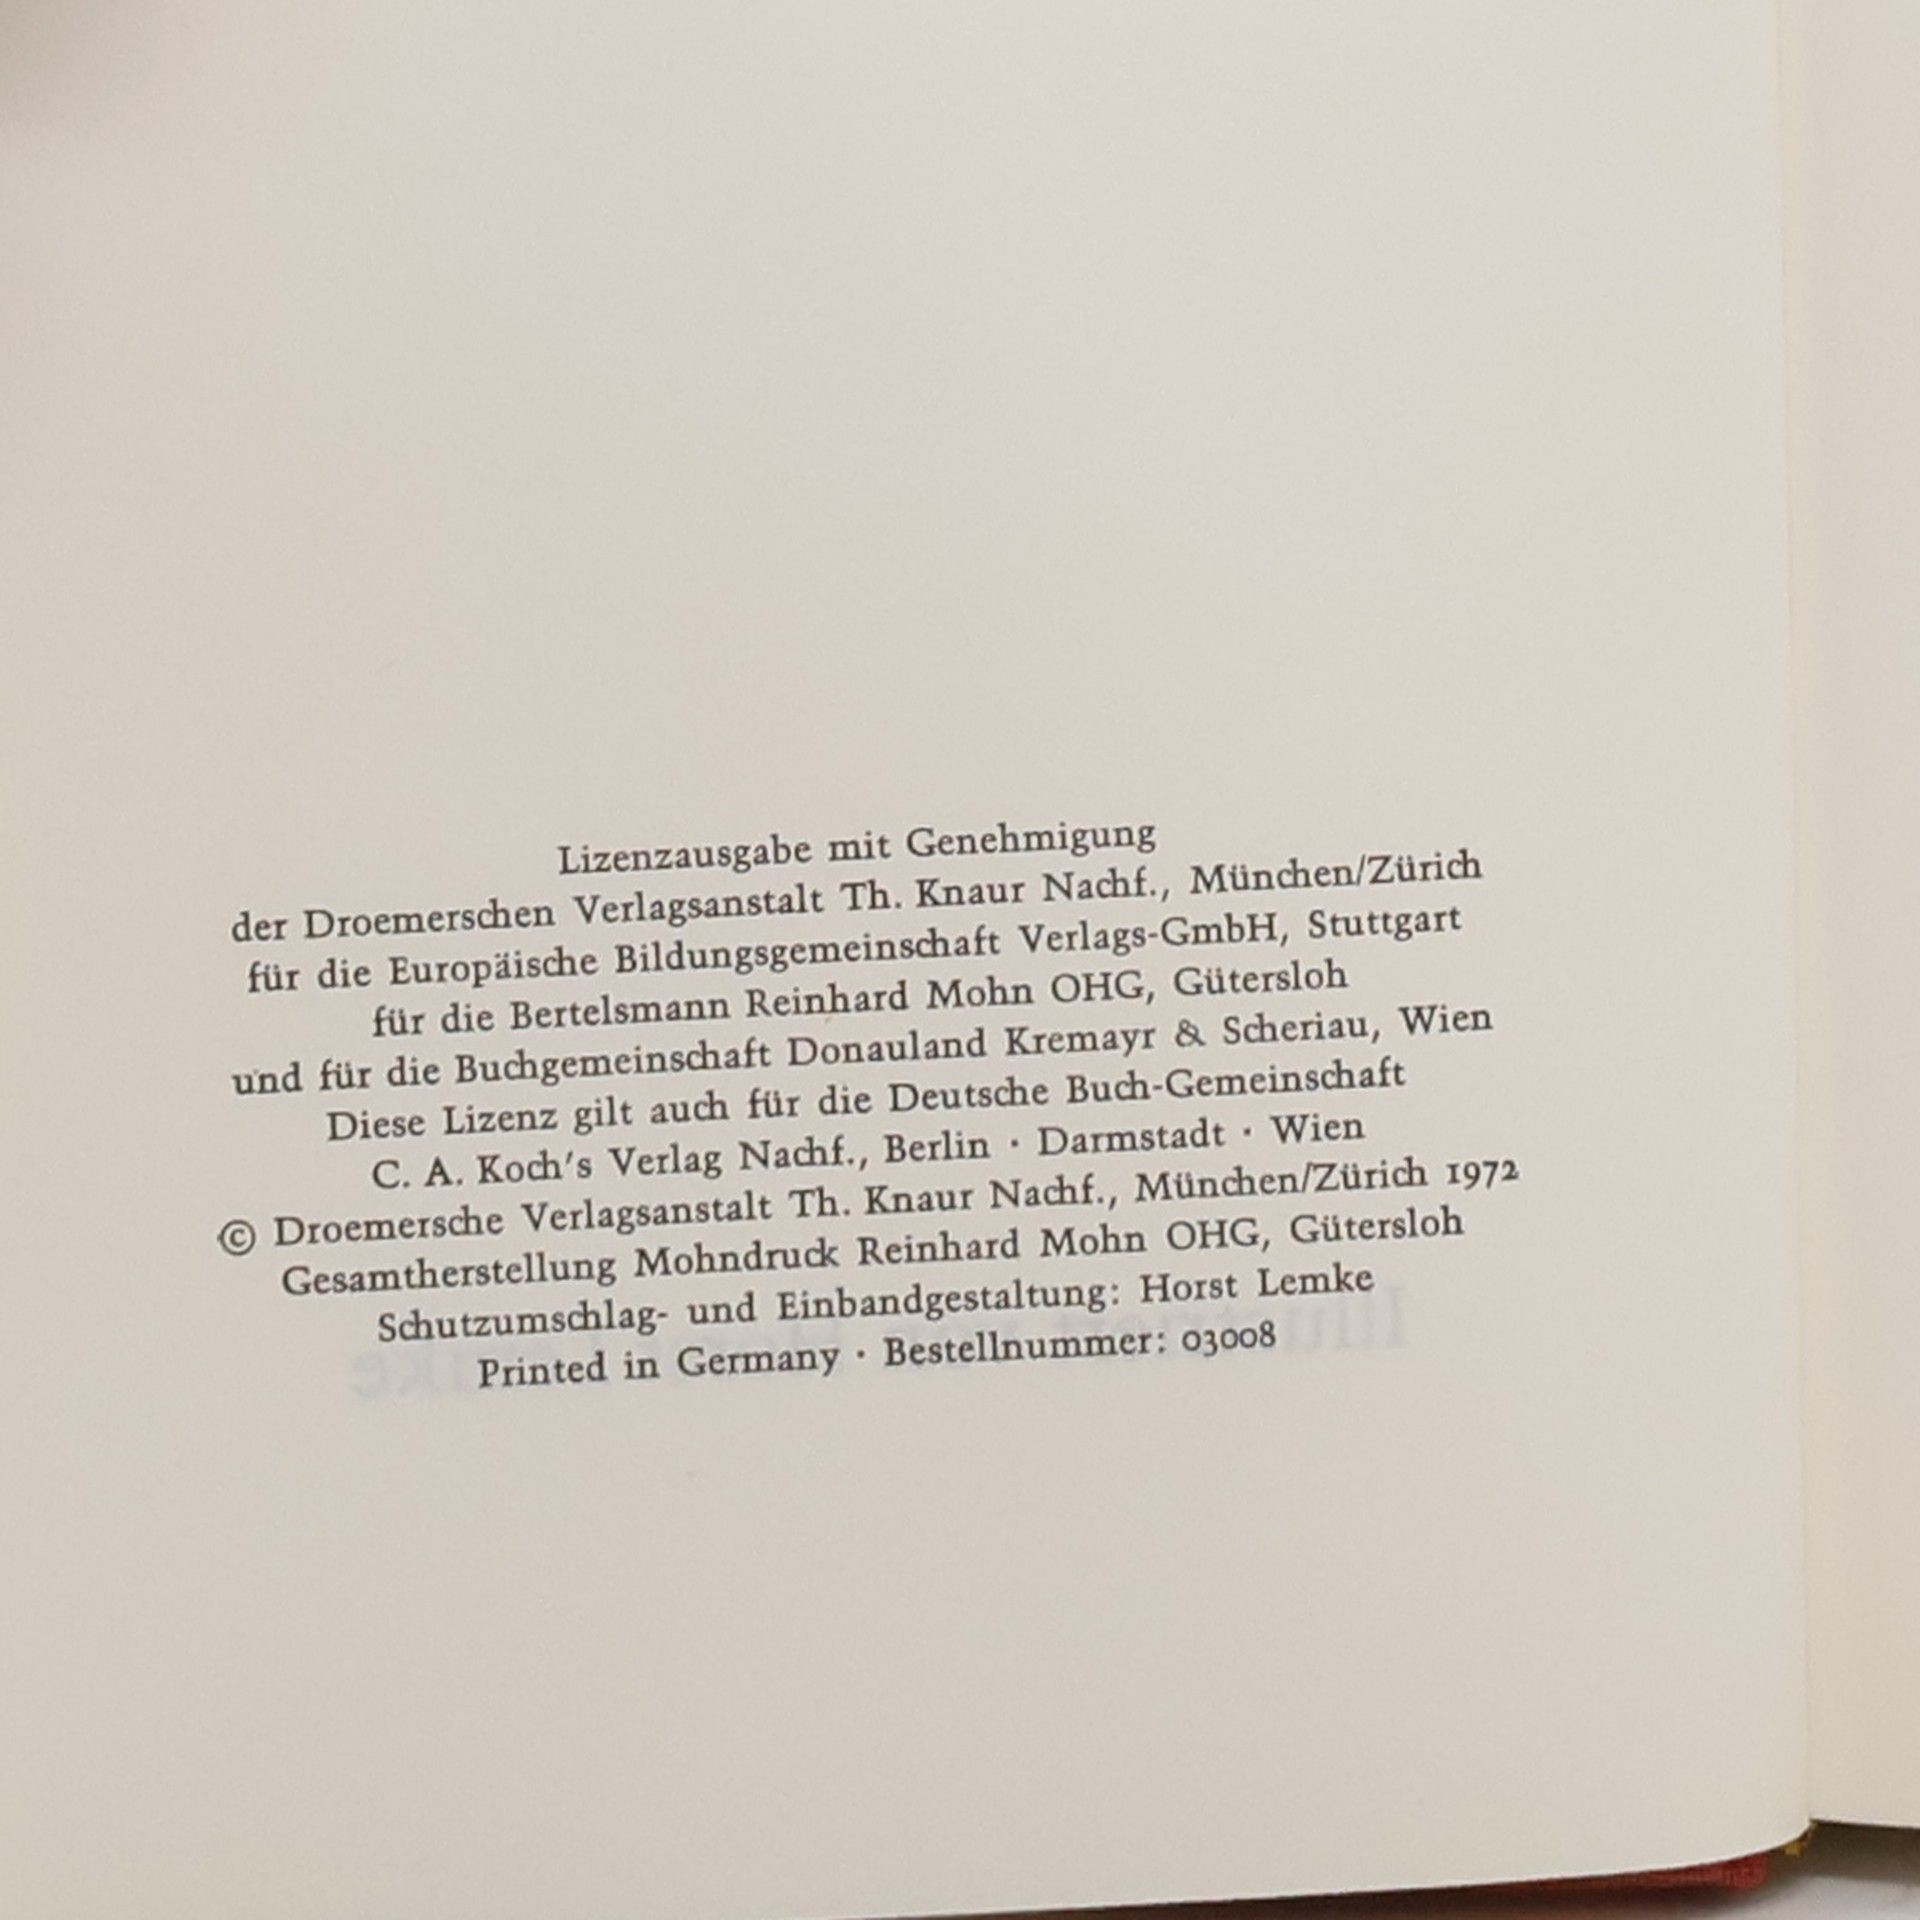 Lizenzausgabe mit Genehmigung
der Droemerschen Verlagsanstalt Th. Knaur Nachf., München/Zürich
für die Europäische Bildungsgemeinschaft Verlags-GmbH, Stuttgart
für die Bertelsmann Reinhard Mohn OHG, Gütersloh
und für die Buchgemeinschaft Donauland Kremayr & Scheriau, Wien
Diese Lizenz gilt auch für die Deutsche Buch-Gemeinschaft
C. A. Koch's Verlag Nachf., Berlin · Darmstadt · Wien
© Droemersche Verlagsanstalt Th. Knaur Nachf., München/Zürich 1972
Gesamtherstellung Mohndruck Reinhard Mohn OHG, Gütersloh
Schutzumschlag- und Einbandgestaltung: Horst Lemke
Printed in Germany · Bestellnummer: 03008